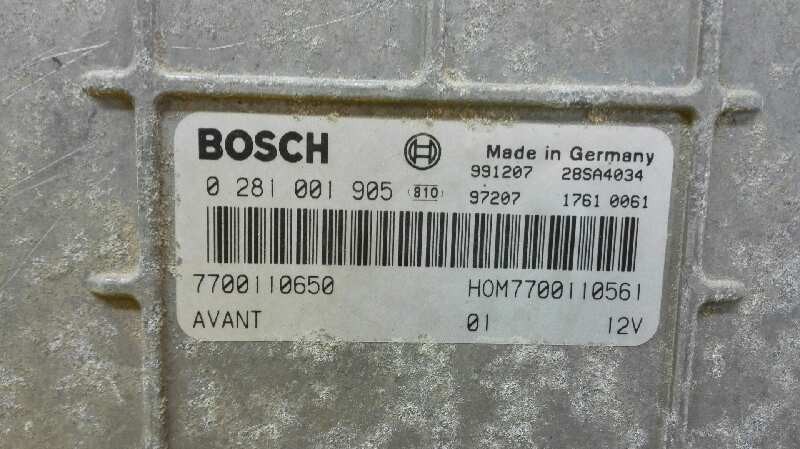 BOSCH Made in Germany
991207 28SA4034
0 281 001 905 810 97207 1761 0061
7700110650 HOM7700110561
AVANT 01 12V